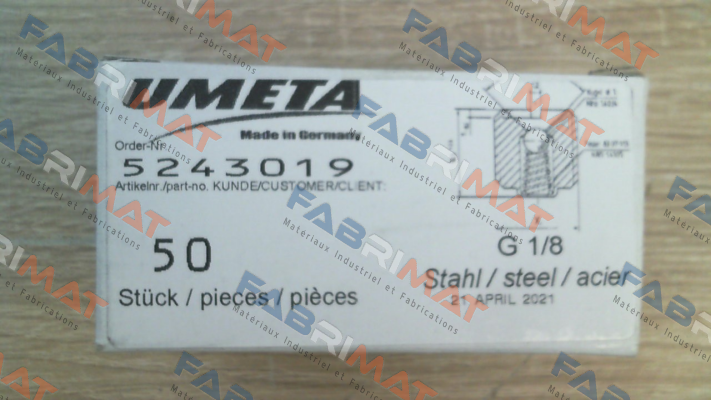 UMETA
Made in Germany
Order-Nr.
5243019
Artikelnr./part-no. KUNDE/CUSTOMER/CLIENT:
50
Stück / pieces / pièces
G 1/8
Stahl / steel / acier
21 APRIL 2021
FABRIMAT
Matériaux Industriel et Fabrications